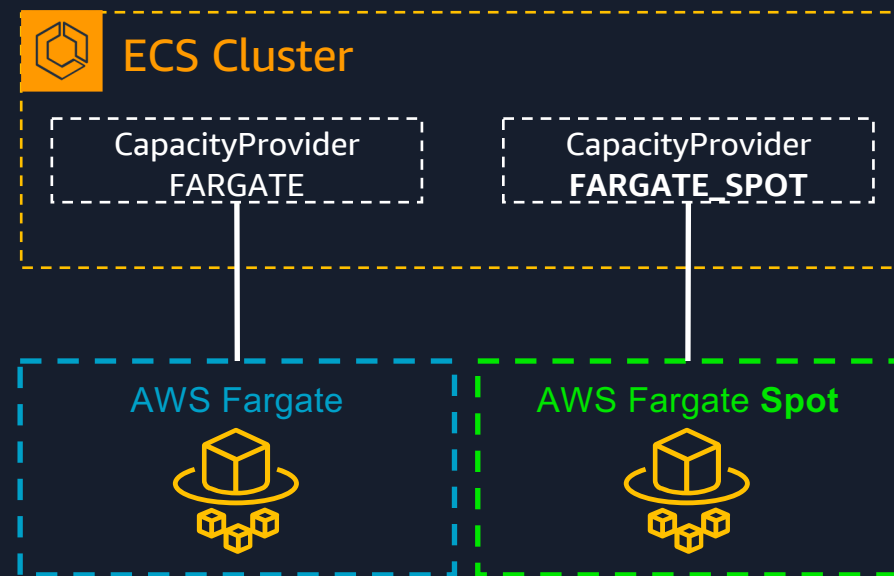 ECS Cluster
CapacityProvider
FARGATE
CapacityProvider
FARGATE_SPOT
AWS Fargate
AWS Fargate Spot